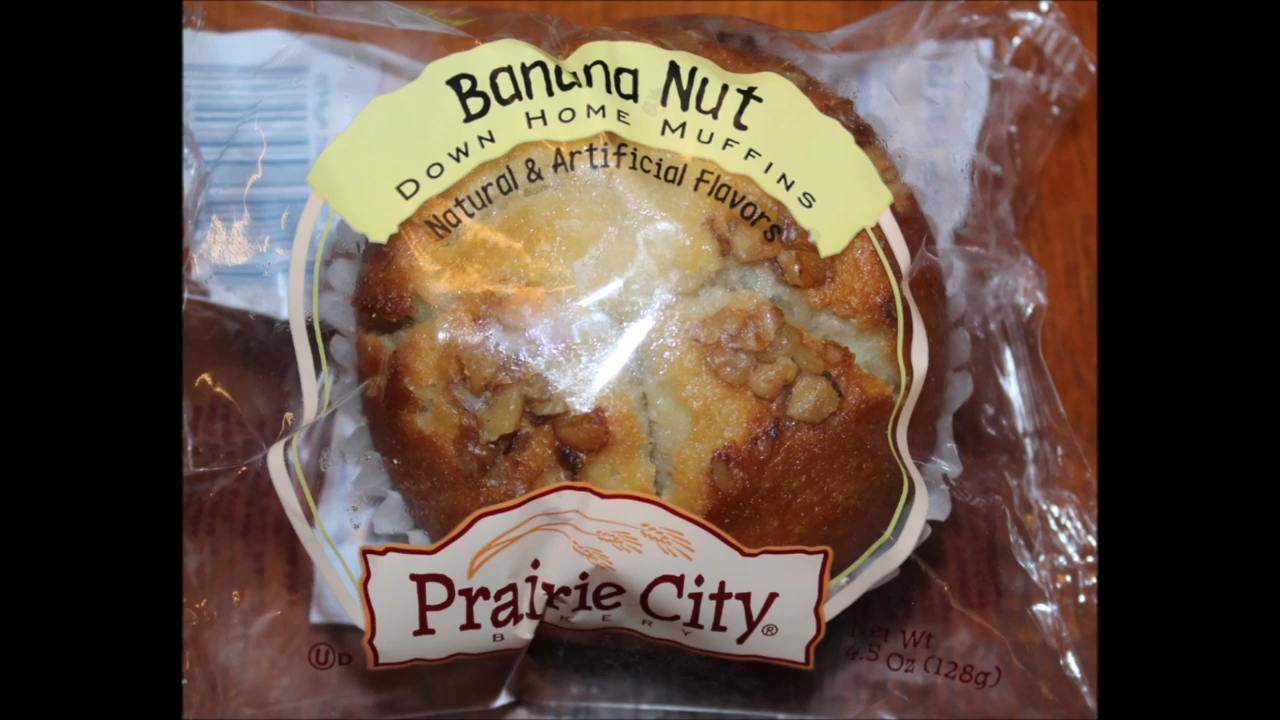 Banana Nut
DOWN HOME MUFFINS
Natural & Artificial Flavors
Prairie City®
BAKERY
U D
Net Wt
4.5 Oz (128g)